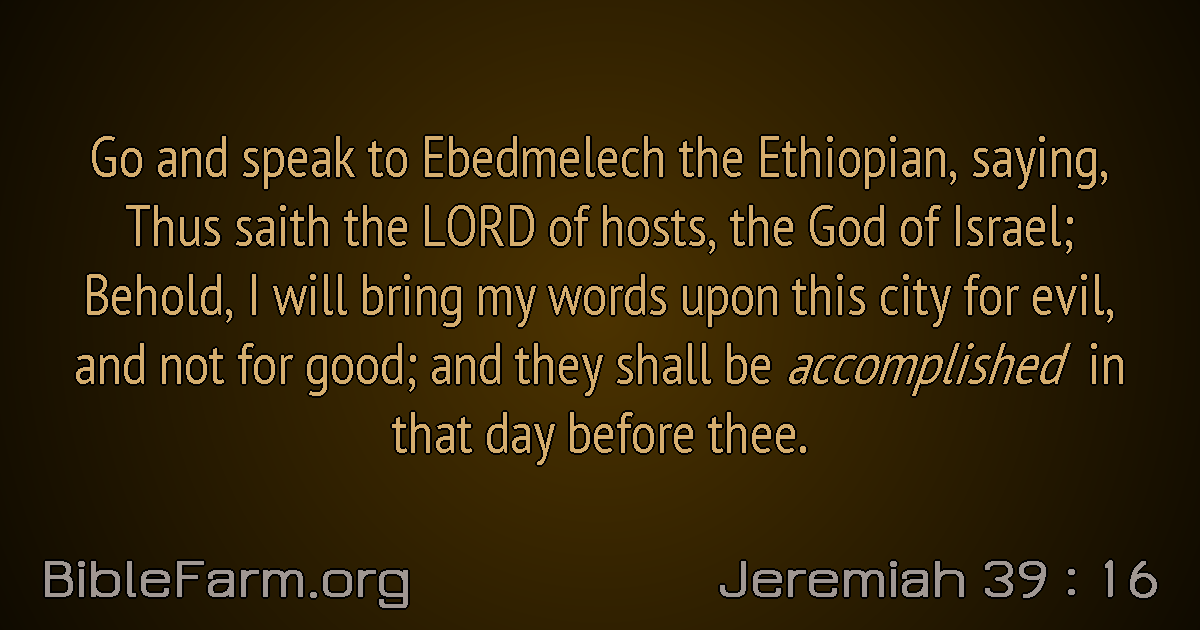 Go and speak to Ebedmelech the Ethiopian, saying,
Thus saith the LORD of hosts, the God of Israel;
Behold, I will bring my words upon this city for evil,
and not for good; and they shall be accomplished in
that day before thee.
BibleFarm.org
Jeremiah 39 : 16